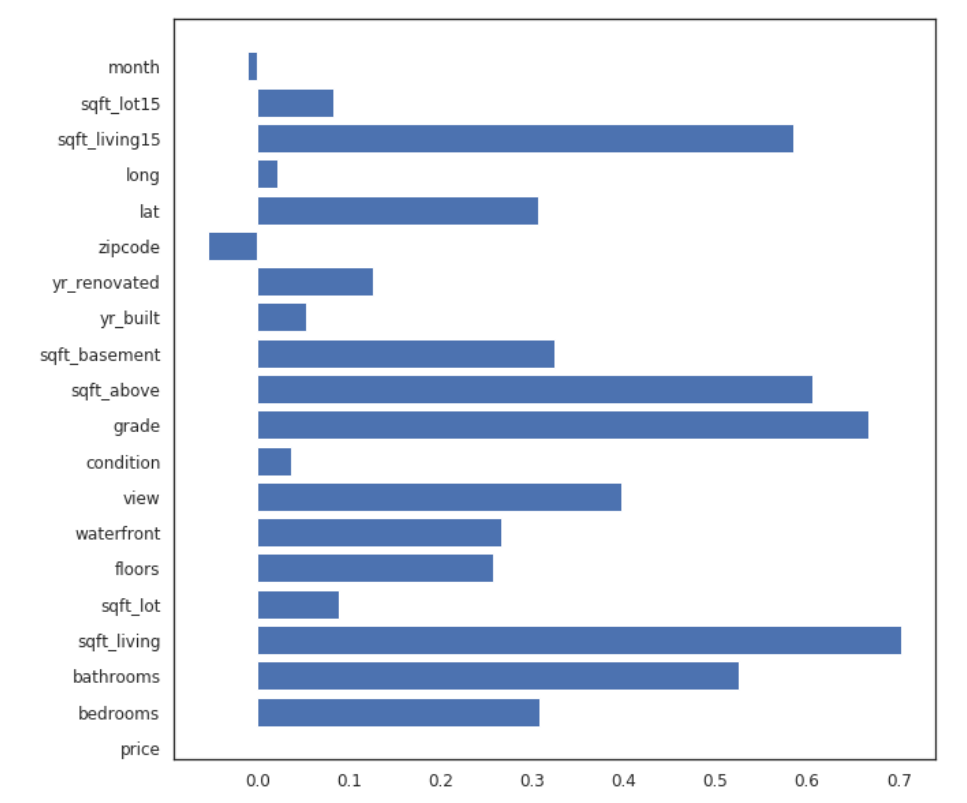 month
sqft_lot15
sqft_living15
long
lat
zipcode
yr_renovated
yr_built
sqft_basement
sqft_above
grade
condition
view
waterfront
floors
sqft_lot
sqft_living
bathrooms
bedrooms
price
0.0 0.1 0.2 0.3 0.4 0.5 0.6 0.7